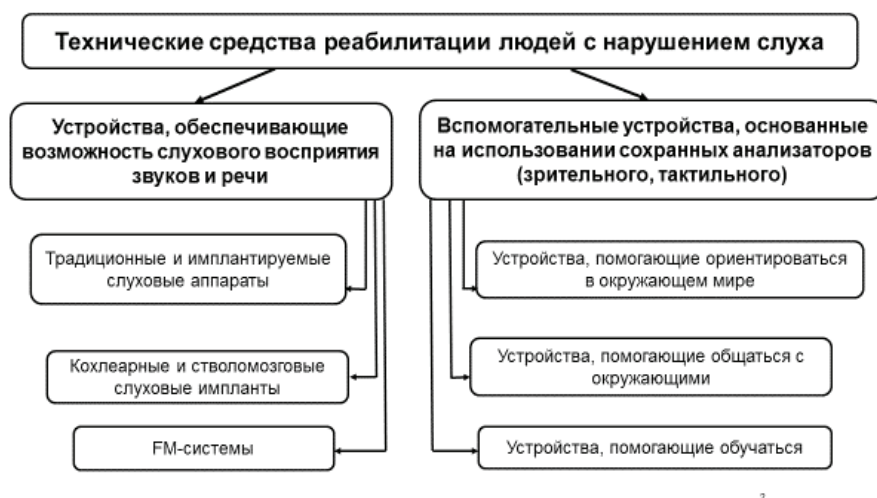 Технические средства реабилитации людей с нарушением слуха
Устройства, обеспечивающие
возможность слухового восприятия
звуков и речи
Вспомогательные устройства, основанные
на использовании сохранных анализаторов
(зрительного, тактильного)
Традиционные и имплантируемые
слуховые аппараты
Устройства, помогающие ориентироваться
в окружающем мире
Кохлеарные и стволомозговые
слуховые импланты
Устройства, помогающие общаться с
окружающими
FM-системы
Устройства, помогающие обучаться
2